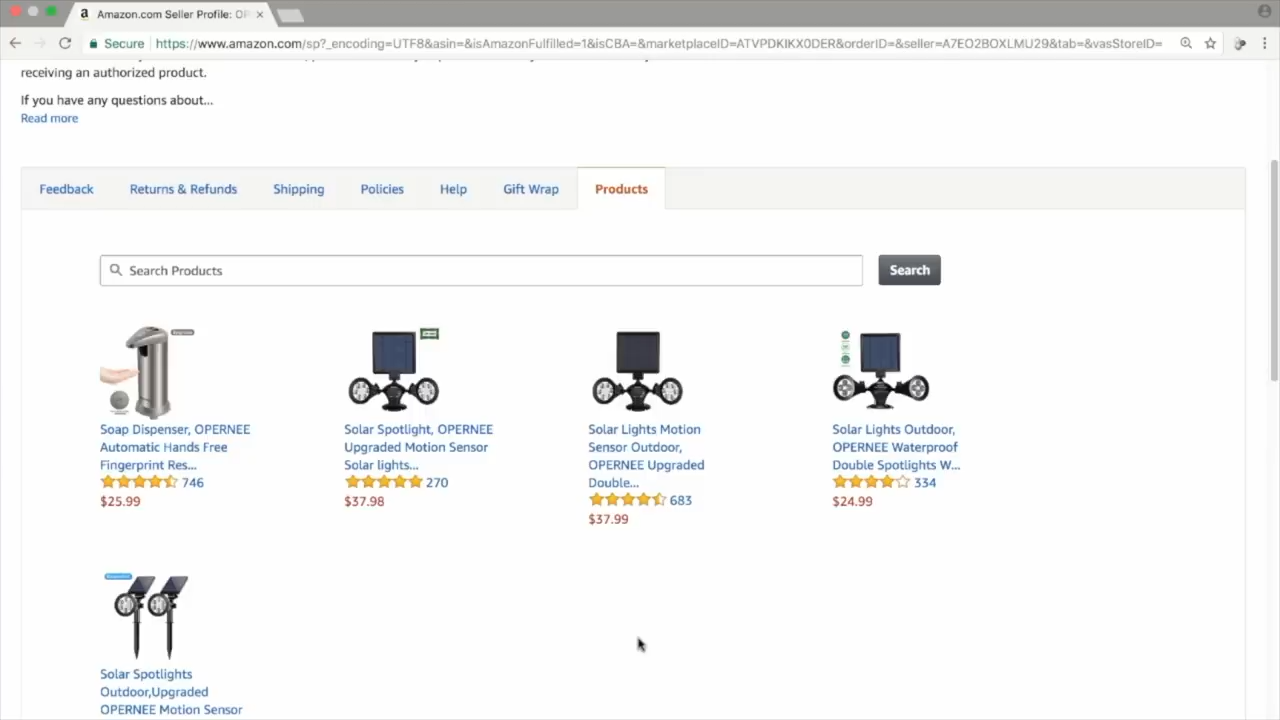 Amazon.com Seller Profile: OP
Secure
https://www.amazon.com/sp?_encoding=UTF8&asin=&isAmazonFulfilled=1&isCBA=&marketplaceID=ATVPDKIKX0DER&orderID=&seller=A7EO2BOXLMU29&tab=&vasStoreID=
receiving an authorized product.
If you have any questions about...
Read more
Feedback
Returns & Refunds
Shipping
Policies
Help
Gift Wrap
Products
Search Products
Search
Soap Dispenser, OPERNEE
Automatic Hands Free
Fingerprint Res...
746
$25.99
Solar Spotlight, OPERNEE
Upgraded Motion Sensor
Solar lights...
270
$37.98
Solar Lights Motion
Sensor Outdoor,
OPERNEE Upgraded
Double...
683
$37.99
Solar Lights Outdoor,
OPERNEE Waterproof
Double Spotlights W...
334
$24.99
Solar Spotlights
Outdoor,Upgraded
OPERNEE Motion Sensor